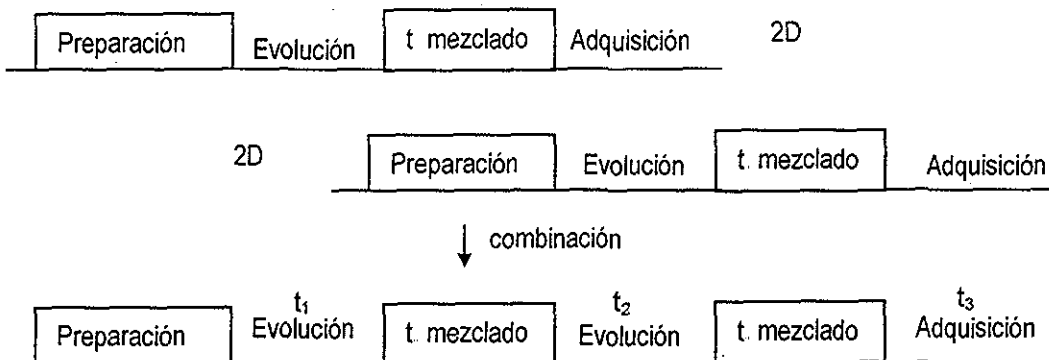 Preparación Evolución t mezclado Adquisición 2D
2D Preparación Evolución t. mezclado Adquisición
combinación
t₁ t₂ t₃
Preparación Evolución t. mezclado Evolución t. mezclado Adquisición